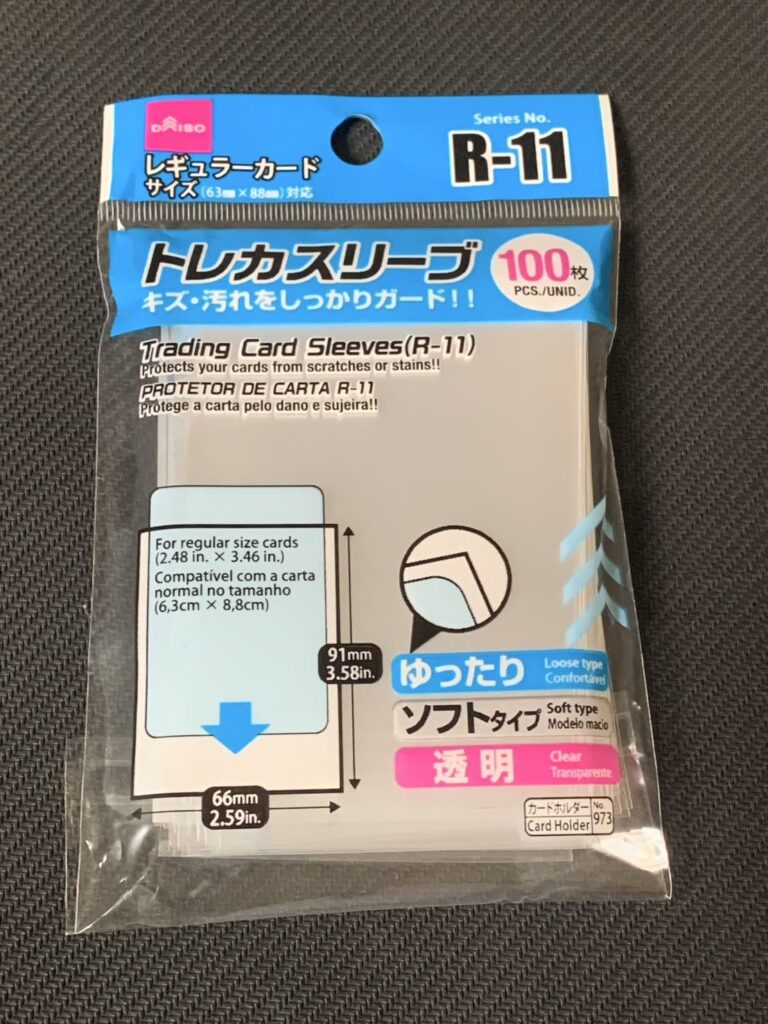 DAISO
Series No.
R-11
レギュラーカード
サイズ(63mm×88mm)対応
トレカスリーブ
キズ・汚れをしっかりガード!!
100枚
PCS./UNID.
Trading Card Sleeves(R-11)
Protects your cards from scratches or stains!!
PROTETOR DE CARTA R-11
Protege a carta pelo dano e sujeira!!
For regular size cards
(2.48 in. × 3.46 in.)
Compatível com a carta
normal no tamanho
(6,3cm × 8,8cm)
91mm
3.58in.
66mm
2.59in.
ゆったり
Loose type
Confortável
ソフトタイプ
Soft type
Modelo macio
透明
Clear
Transparente
カードホルダー
Card Holder
No.
973